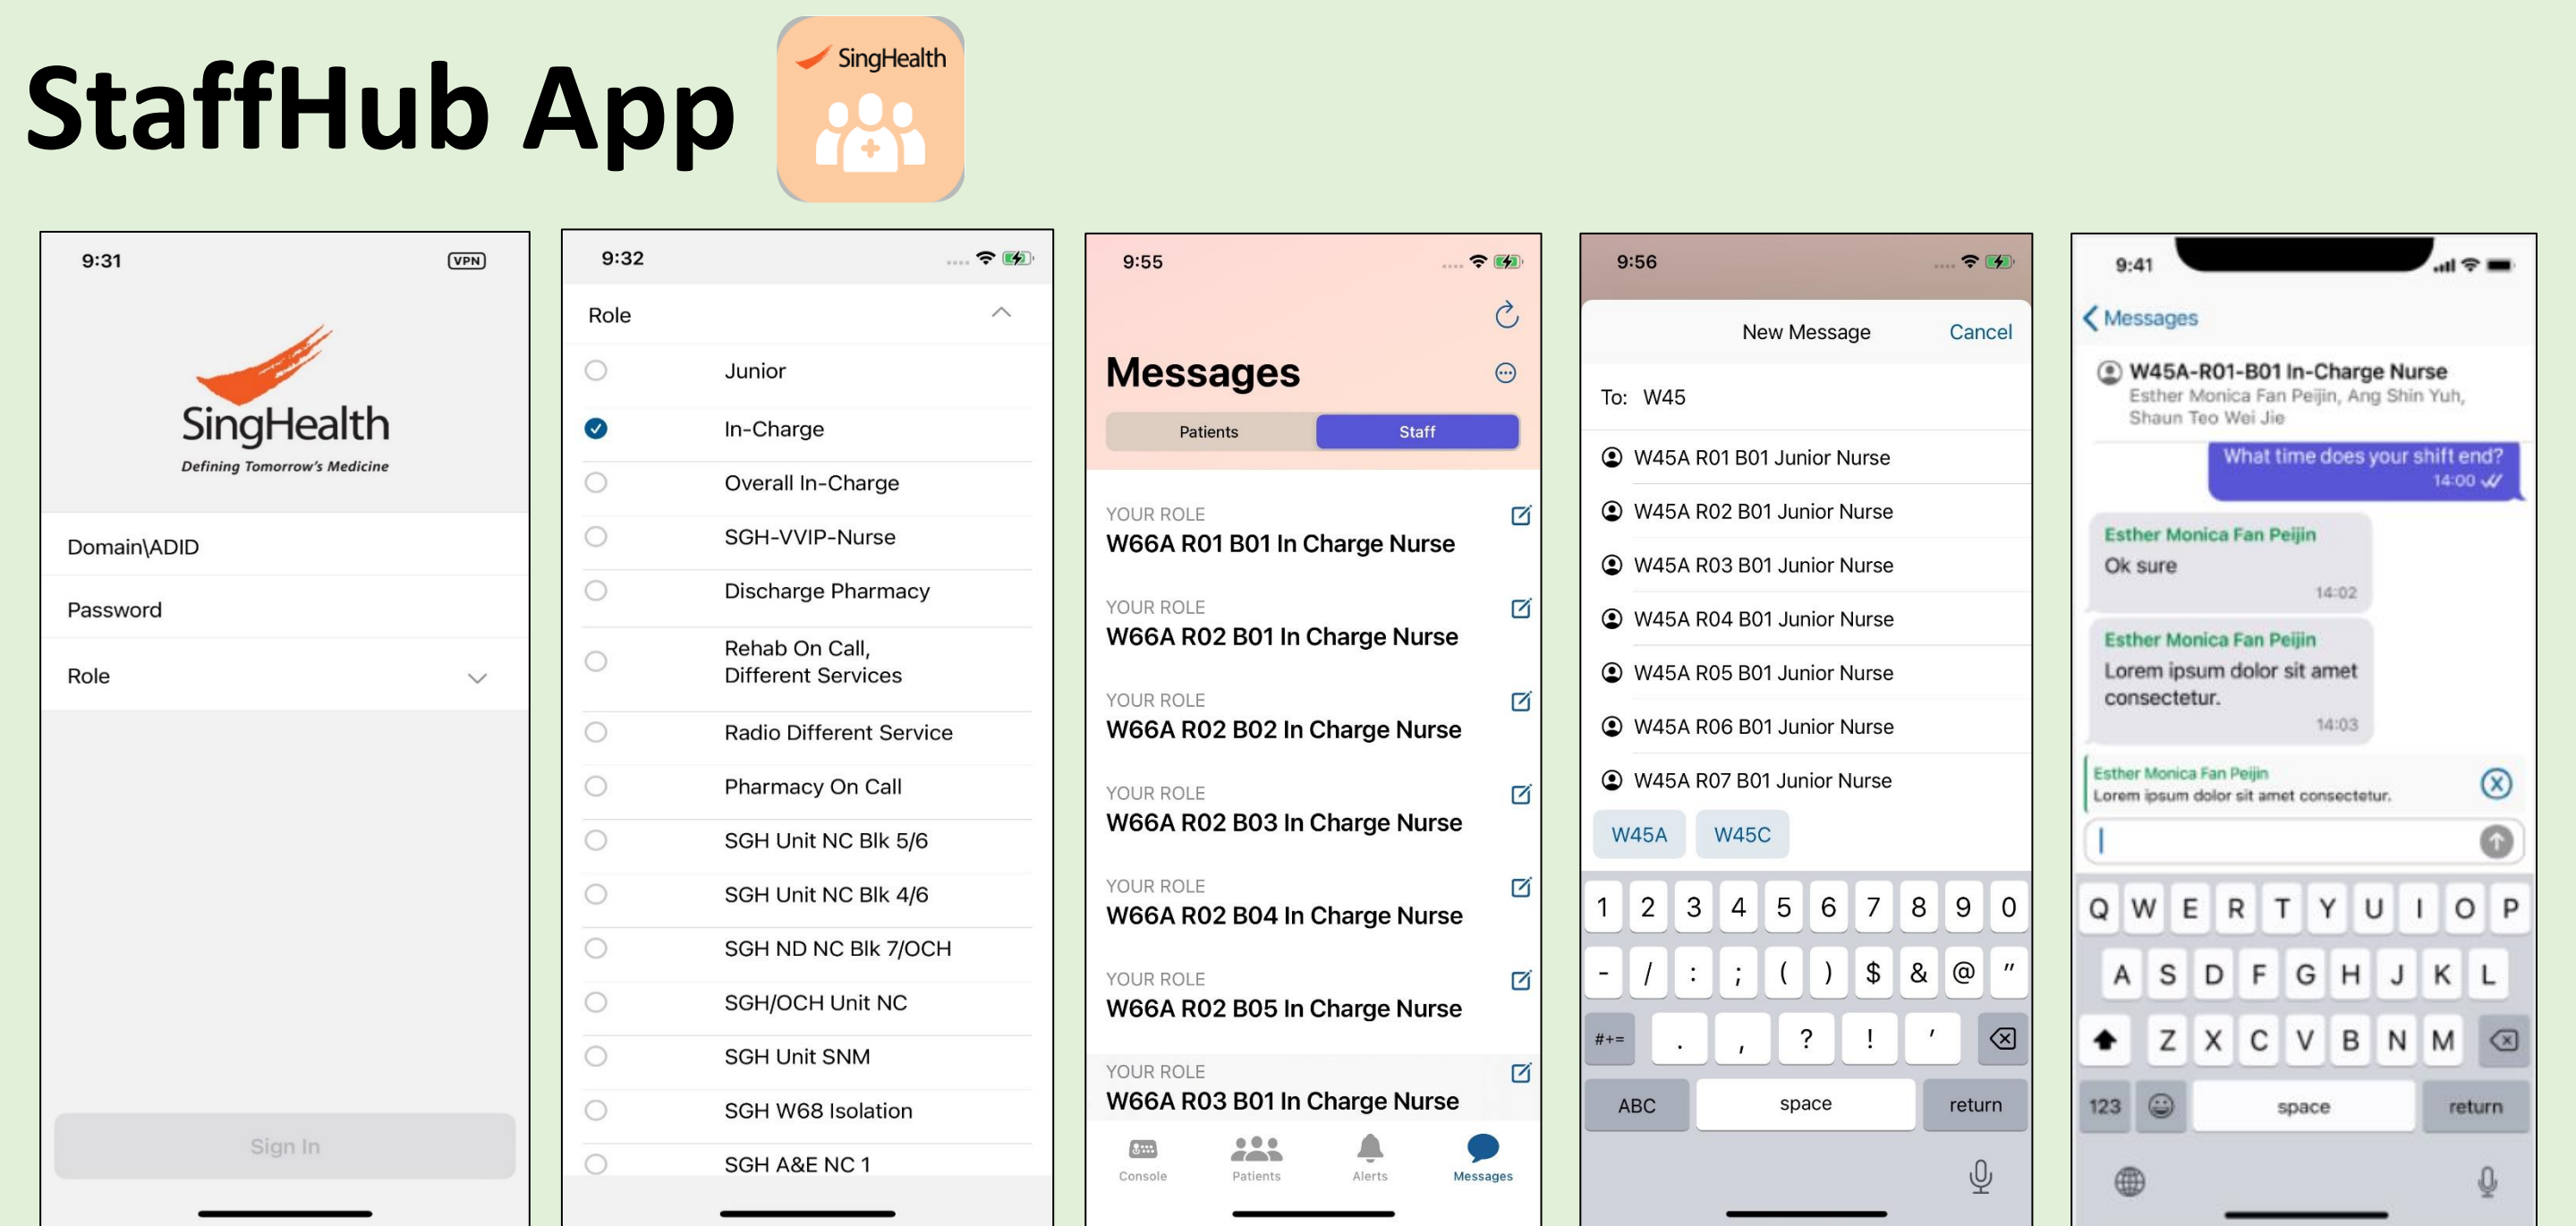 StaffHub App
SingHealth
9:31
VPN
SingHealth
Defining Tomorrow's Medicine
Domain\ADID
Password
Role
Sign In
9:32
Role
Junior
In-Charge
Overall In-Charge
SGH-VVIP-Nurse
Discharge Pharmacy
Rehab On Call,
Different Services
Radio Different Service
Pharmacy On Call
SGH Unit NC Blk 5/6
SGH Unit NC Blk 4/6
SGH ND NC Blk 7/OCH
SGH/OCH Unit NC
SGH Unit SNM
SGH W68 Isolation
SGH A&E NC 1
9:55
Messages
Patients Staff
YOUR ROLE
W66A R01 B01 In Charge Nurse
YOUR ROLE
W66A R02 B01 In Charge Nurse
YOUR ROLE
W66A R02 B02 In Charge Nurse
YOUR ROLE
W66A R02 B03 In Charge Nurse
YOUR ROLE
W66A R02 B04 In Charge Nurse
YOUR ROLE
W66A R02 B05 In Charge Nurse
YOUR ROLE
W66A R03 B01 In Charge Nurse
Console Patients Alerts Messages
9:56
New Message Cancel
To: W45
W45A R01 B01 Junior Nurse
W45A R02 B01 Junior Nurse
W45A R03 B01 Junior Nurse
W45A R04 B01 Junior Nurse
W45A R05 B01 Junior Nurse
W45A R06 B01 Junior Nurse
W45A R07 B01 Junior Nurse
W45A W45C
1 2 3 4 5 6 7 8 9 0
- / : ; ( ) $ & @ "
#+= . , ? ! '
ABC space return
9:41
Messages
W45A-R01-B01 In-Charge Nurse
Esther Monica Fan Peijin, Ang Shin Yuh,
Shaun Teo Wei Jie
What time does your shift end?
14:00
Esther Monica Fan Peijin
Ok sure
14:02
Esther Monica Fan Peijin
Lorem ipsum dolor sit amet
consectetur.
14:03
Esther Monica Fan Peijin
Lorem ipsum dolor sit amet consectetur.
Q W E R T Y U I O P
A S D F G H J K L
Z X C V B N M
123 space return